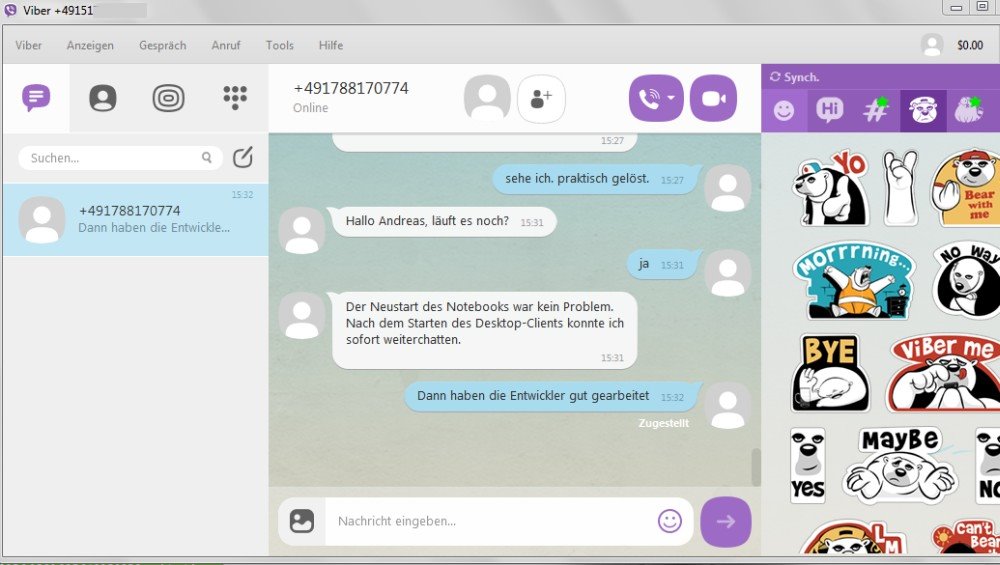 Viber +49151
Viber Anzeigen Gespräch Anruf Tools Hilfe
$0.00
+491788170774
Online
Synch.
Hi
#
Suchen...
15:32
+491788170774
Dann haben die Entwickle...
15:27
sehe ich. praktisch gelöst. 15:27
Hallo Andreas, läuft es noch? 15:31
ja 15:31
Der Neustart des Notebooks war kein Problem.
Nach dem Starten des Desktop-Clients konnte ich
sofort weiterchatten.
15:31
Dann haben die Entwickler gut gearbeitet 15:32
Zugestellt
Nachricht eingeben...
YO
Bear
with
me
MORRRNING...
NO WAY
BYE
ViBER me
YES
MAYBE
NO
LM
CAN'T
BEAR